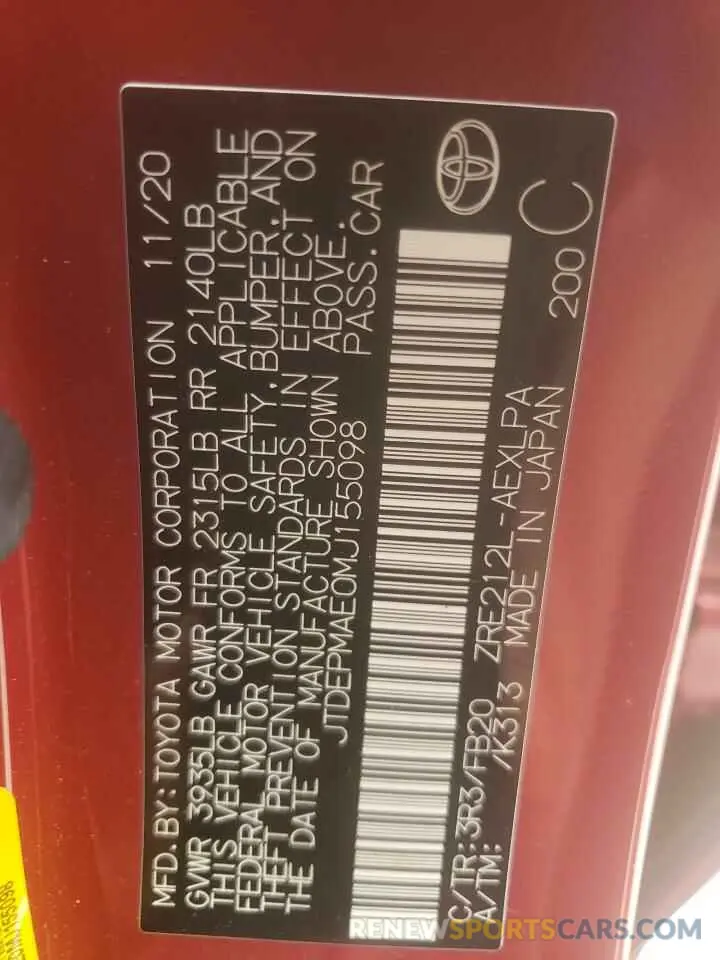 MFD. BY: TOYOTA MOTOR CORPORATION 11/20
GVWR 3935LB GAWR FR 2315LB RR 2140LB
THIS VEHICLE CONFORMS TO ALL APPLICABLE
FEDERAL MOTOR VEHICLE SAFETY, BUMPER, AND
THEFT PREVENTION STANDARDS IN EFFECT ON
THE DATE OF MANUFACTURE SHOWN ABOVE.
JTDEPMAE0MJ155098 PASS. CAR
C/TR: 3R3/FB20 ZRE212L-AEXLPA
A/TM: /K313 MADE IN JAPAN
200 C
RENEWSPORTSCARS.COM